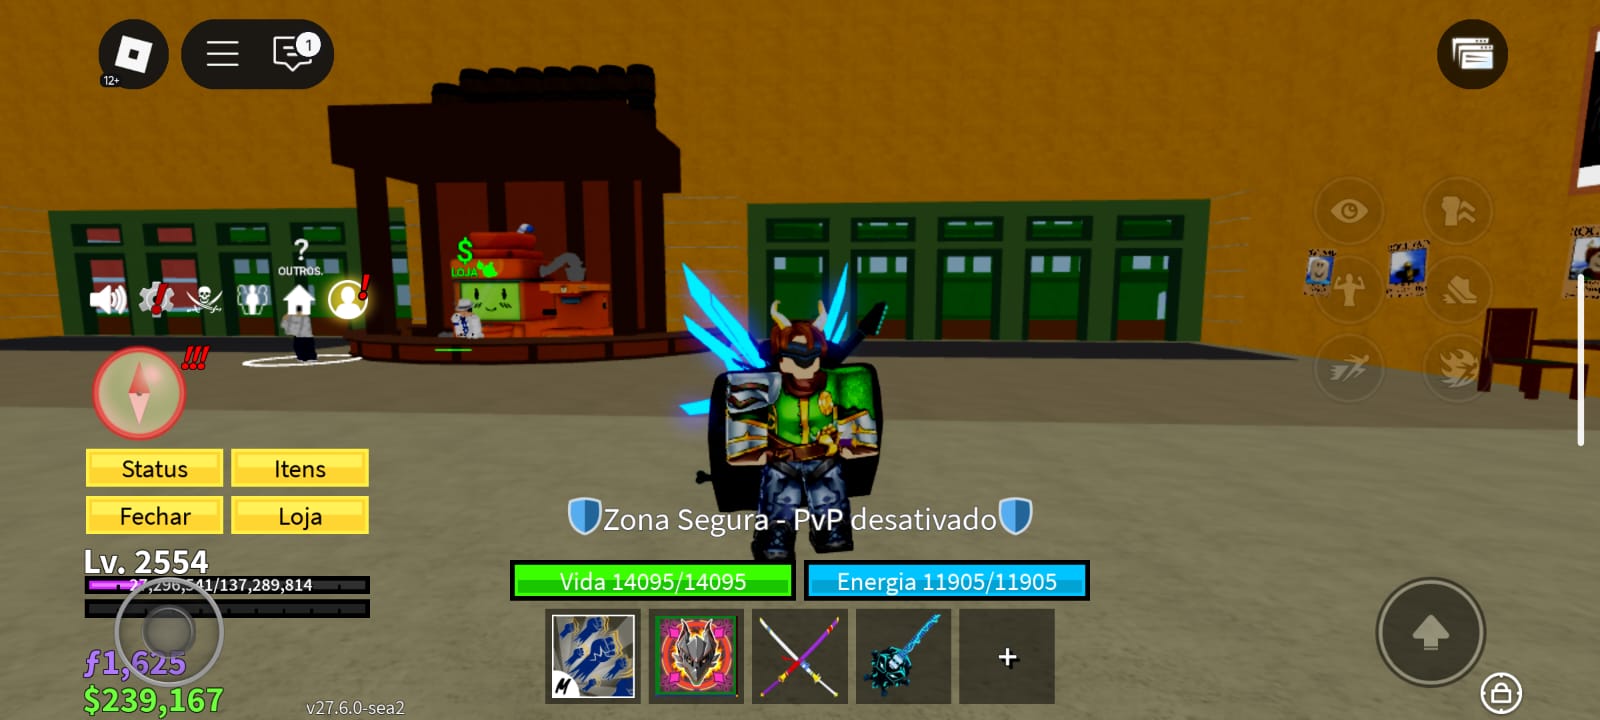 12+
1
?
OUTROS.
$
LOJA
!
!
!!!
Status
Itens
Fechar
Loja
Lv. 2554
27,296,541/137,289,814
ƒ1,625
$239,167
v27.6.0-sea2
Zona Segura - PvP desativado
Vida 14095/14095
Energia 11905/11905
M
+